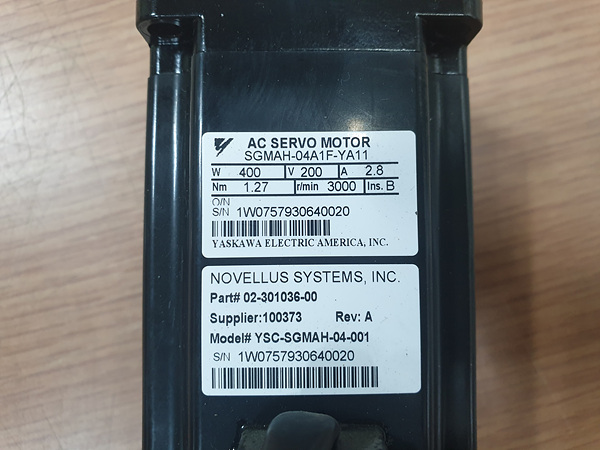 AC SERVO MOTOR
SGMAH-04A1F-YA11
W 400 V 200 A 2.8
Nm 1.27 r/min 3000 Ins. B
O/N
S/N 1W0757930640020
YASKAWA ELECTRIC AMERICA, INC.
NOVELLUS SYSTEMS, INC.
Part# 02-301036-00
Supplier:100373 Rev: A
Model# YSC-SGMAH-04-001
S/N 1W0757930640020